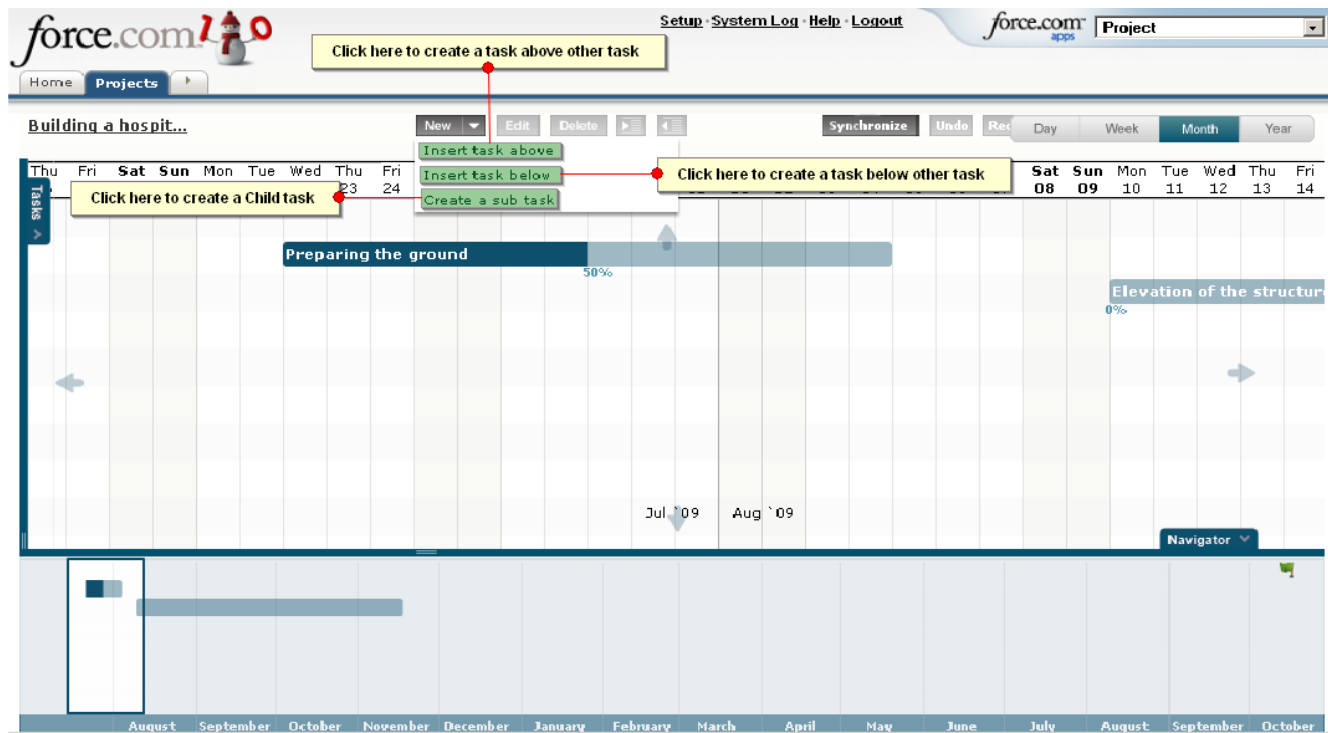 force.com
Setup · System Log · Help · Logout
force.com
apps
Project
Click here to create a task above other task
Home
Projects
Building a hospit...
New
Edit
Delete
Synchronize
Undo
Day
Week
Month
Year
Insert task above
Insert task below
Create a sub task
Click here to create a task below other task
Click here to create a Child task
Thu Fri Sat Sun Mon Tue Wed Thu Fri
23 24
Sat Sun Mon Tue Wed Thu Fri
08 09 10 11 12 13 14
Tasks
Preparing the ground
50%
Elevation of the structur
0%
Jul `09
Aug `09
Navigator
August September October November December January February March April May June July August September October